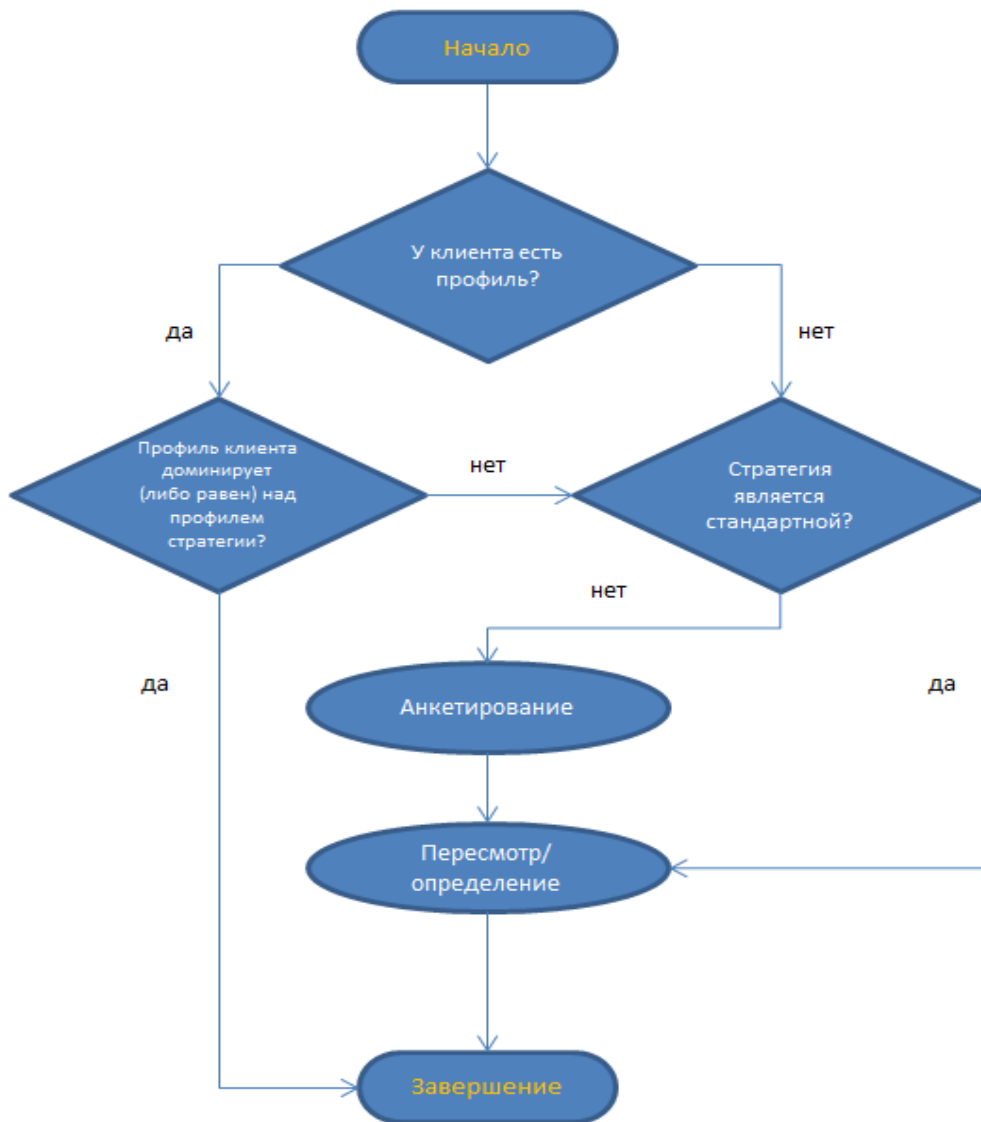 Начало
У клиента есть
профиль?
да
нет
Профиль клиента
доминирует
(либо равен) над
профилем
стратегии?
нет
Стратегия
является
стандартной?
нет
да
да
Анкетирование
Пересмотр/
определение
Завершение